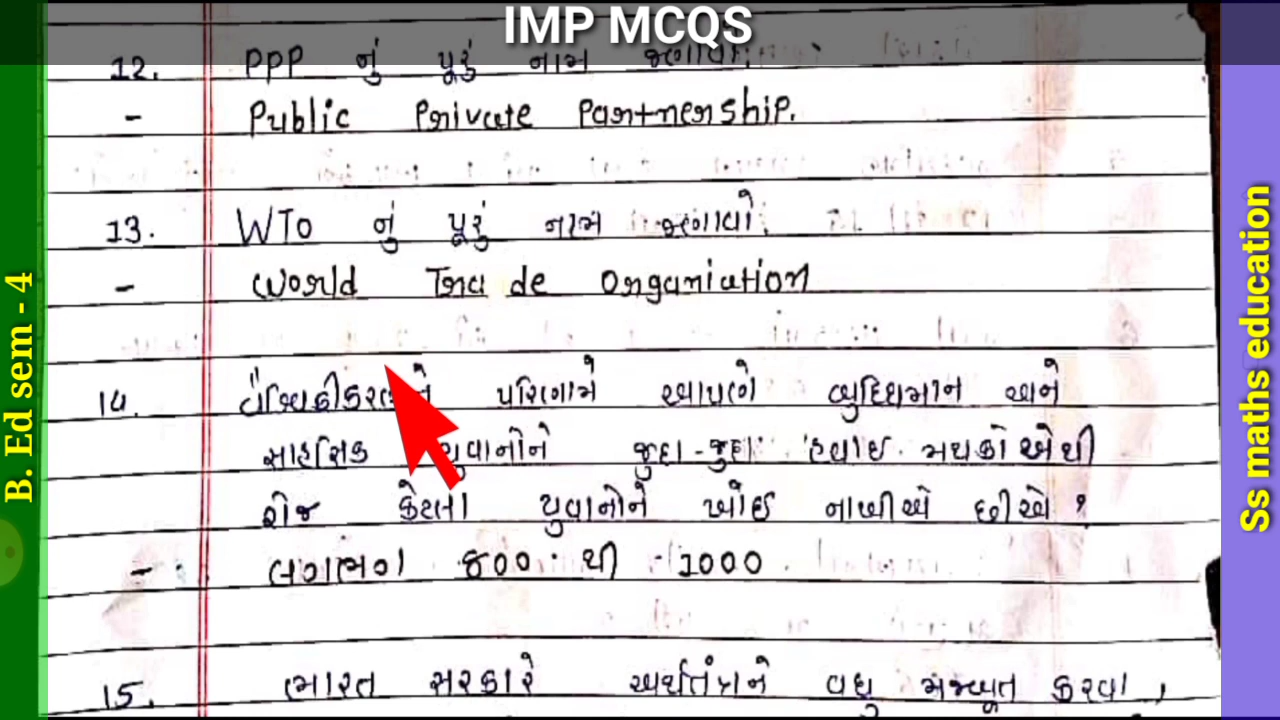 IMP MCQS
12. PPP નું પૂરું નામ જણાવો.
- Public Private Partnership.
13. WTO નું પૂરું નામ જણાવો.
- World Trade Organiation
14. વૈશ્વિકીકરણને પરિણામે આપણે બુદ્ધિમાન અને
સાહસિક યુવાનોને જુદા-જુદા હવાઈ મથકોએથી
રોજ કેટલા યુવાનોને ખોઈ નાખીએ છીએ ?
- લગભગ 800 થી 1000
15. ભારત સરકારે અર્થતંત્રને વધુ મજબૂત કરવા,
B. Ed sem - 4
Ss maths education